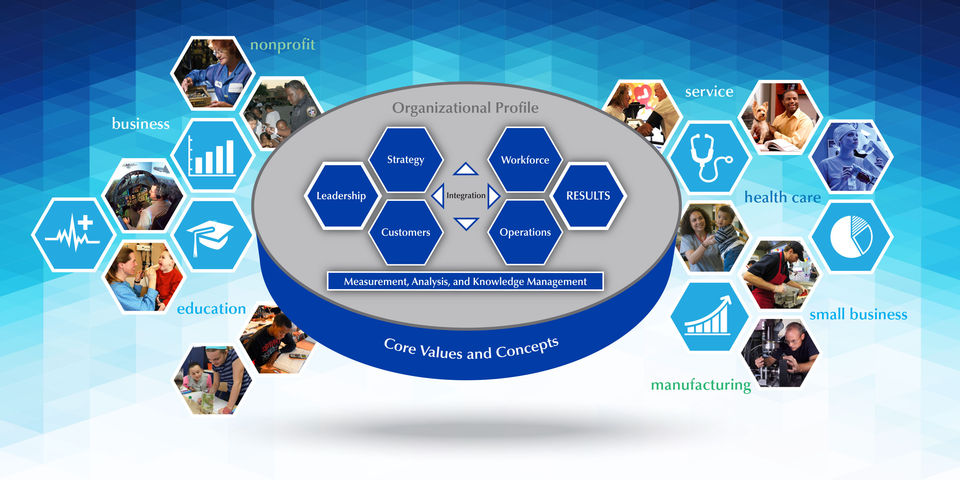 nonprofit
business
education
Organizational Profile
Leadership
Strategy
Customers
Integration
Workforce
Operations
RESULTS
Measurement, Analysis, and Knowledge Management
Core Values and Concepts
service
health care
small business
manufacturing